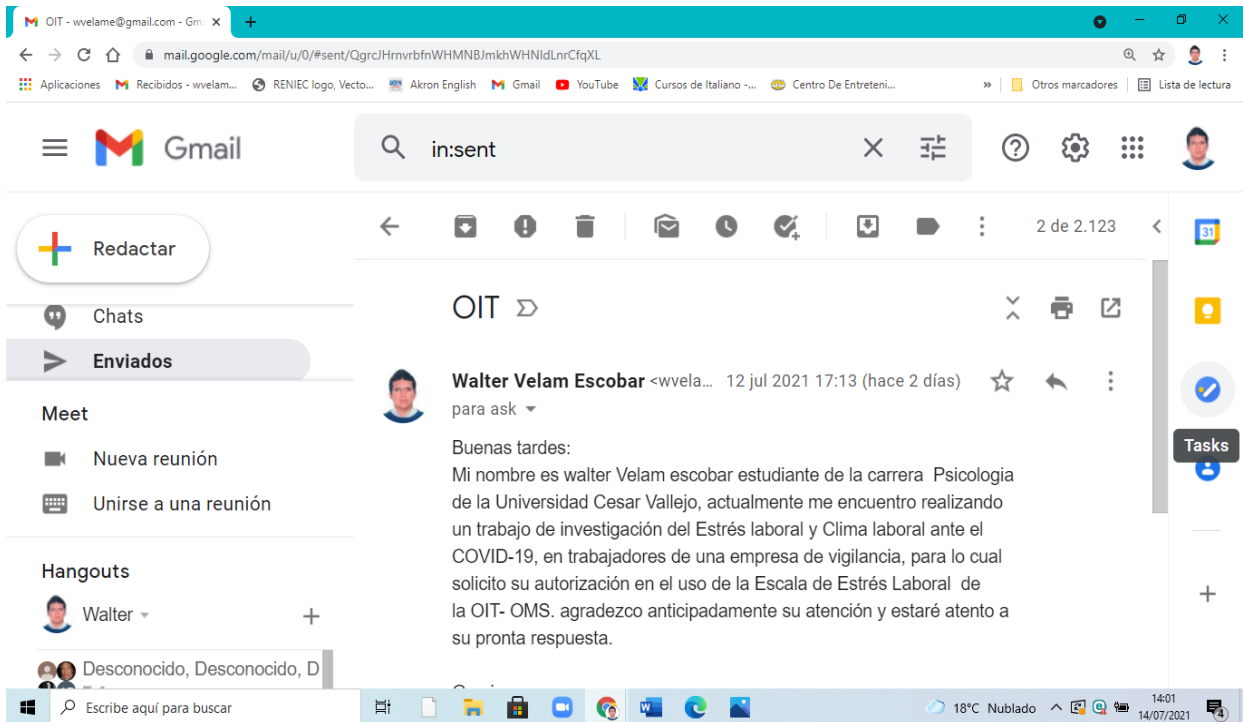 OIT - wvelame@gmail.com - Gm
mail.google.com/mail/u/0/#sent/QgrcJHrnvrbfnWHMNBJmkhWHNIdLnrCfqXL
Aplicaciones Recibidos - wvelam... RENIEC logo, Vecto... Akron English Gmail YouTube Cursos de Italiano -... Centro De Entreteni... » Otros marcadores Lista de lectura
Gmail
in:sent
Redactar
2 de 2.123
31
Chats
Enviados
OIT
Walter Velam Escobar <wvela... 12 jul 2021 17:13 (hace 2 días)
para ask
Meet
Nueva reunión
Unirse a una reunión
Tasks
Buenas tardes:
Mi nombre es walter Velam escobar estudiante de la carrera Psicologia
de la Universidad Cesar Vallejo, actualmente me encuentro realizando
un trabajo de investigación del Estrés laboral y Clima laboral ante el
COVID-19, en trabajadores de una empresa de vigilancia, para lo cual
solicito su autorización en el uso de la Escala de Estrés Laboral de
la OIT- OMS. agradezco anticipadamente su atención y estaré atento a
su pronta respuesta.
Hangouts
Walter
Desconocido, Desconocido, D
Escribe aquí para buscar
18°C Nublado
14:01
14/07/2021
4